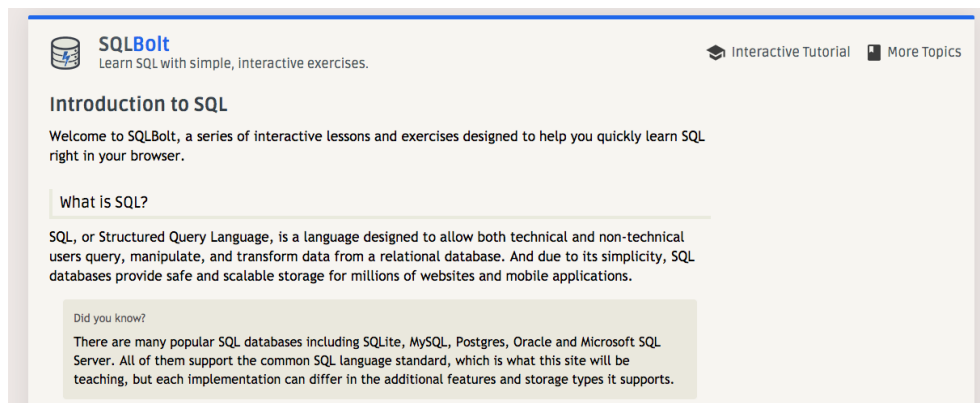 SQLBolt
Learn SQL with simple, interactive exercises.
Interactive Tutorial
More Topics
Introduction to SQL
Welcome to SQLBolt, a series of interactive lessons and exercises designed to help you quickly learn SQL
right in your browser.
What is SQL?
SQL, or Structured Query Language, is a language designed to allow both technical and non-technical
users query, manipulate, and transform data from a relational database. And due to its simplicity, SQL
databases provide safe and scalable storage for millions of websites and mobile applications.
Did you know?
There are many popular SQL databases including SQLite, MySQL, Postgres, Oracle and Microsoft SQL
Server. All of them support the common SQL language standard, which is what this site will be
teaching, but each implementation can differ in the additional features and storage types it supports.